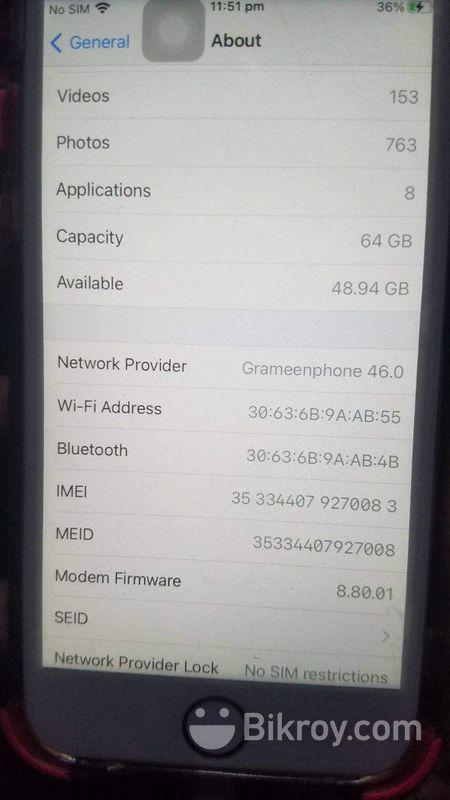 No SIM 11:51 pm 36%
General About
Videos 153
Photos 763
Applications 8
Capacity 64 GB
Available 48.94 GB
Network Provider Grameenphone 46.0
Wi-Fi Address 30:63:6B:9A:AB:55
Bluetooth 30:63:6B:9A:AB:4B
IMEI 35 334407 927008 3
MEID 35334407927008
Modem Firmware 8.80.01
SEID
Network Provider Lock No SIM restrictions
Bikroy.com